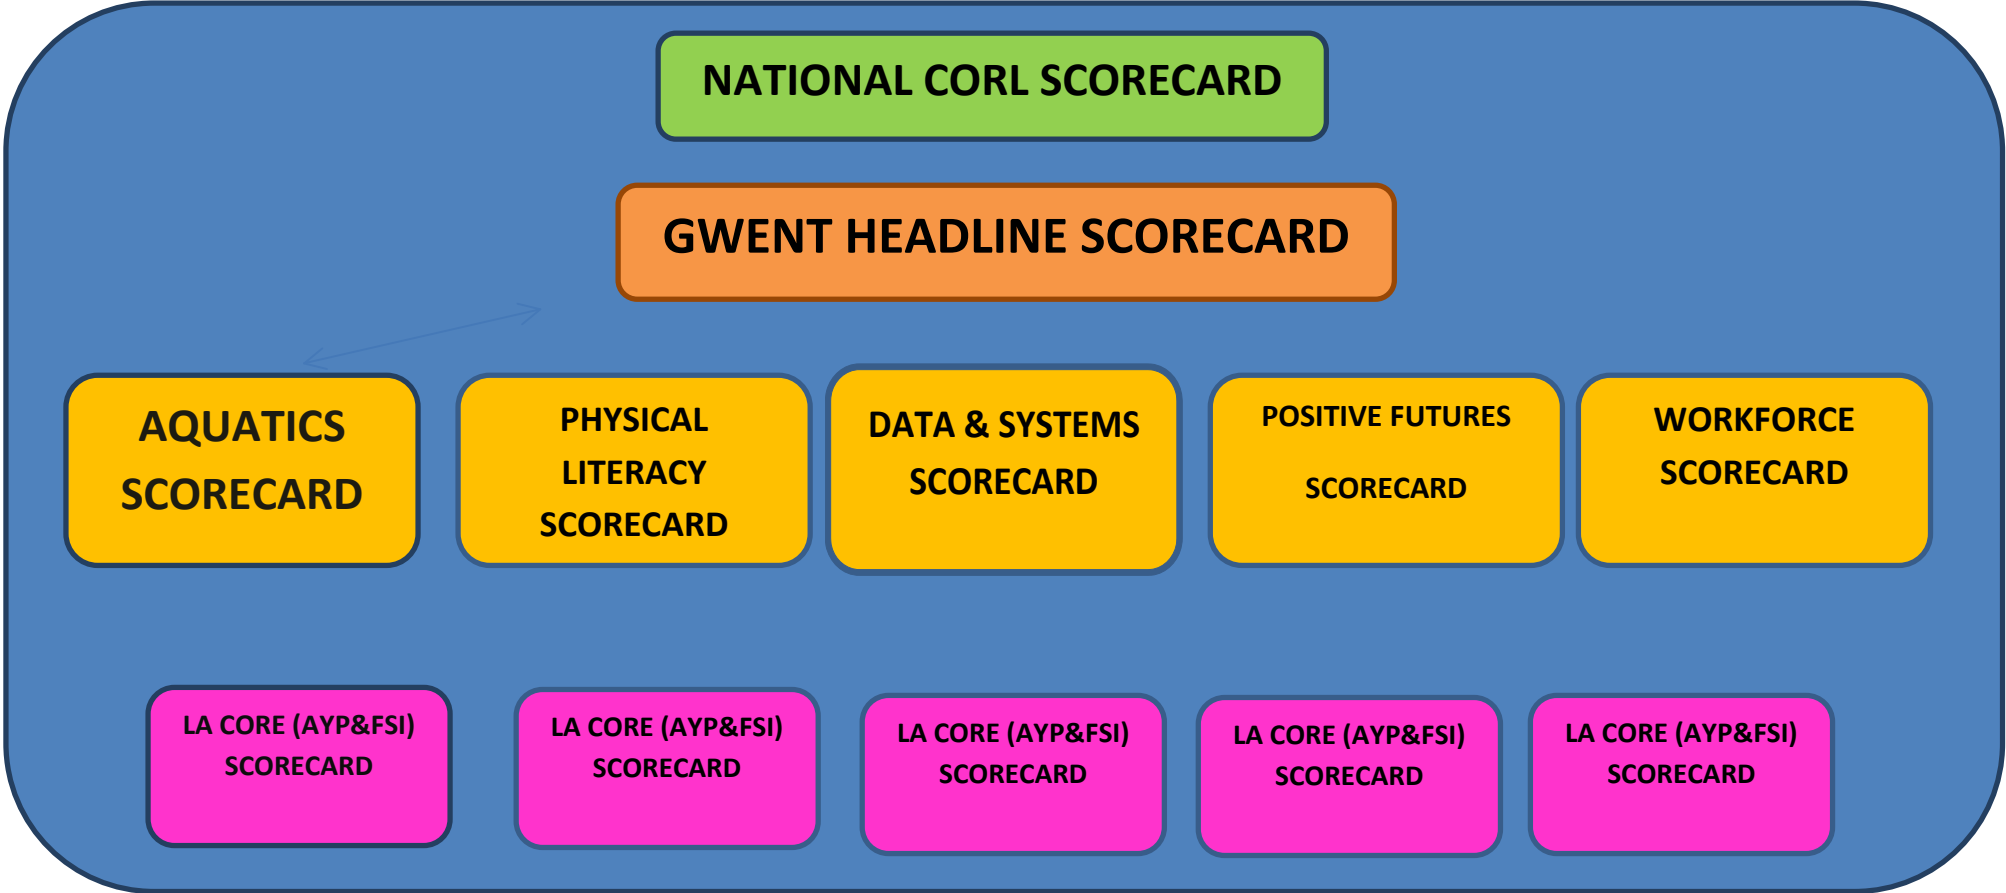 NATIONAL CORL SCORECARD
GWENT HEADLINE SCORECARD
AQUATICS
SCORECARD
PHYSICAL
LITERACY
SCORECARD
DATA & SYSTEMS
SCORECARD
POSITIVE FUTURES
SCORECARD
WORKFORCE
SCORECARD
LA CORE (AYP&FSI)
SCORECARD
LA CORE (AYP&FSI)
SCORECARD
LA CORE (AYP&FSI)
SCORECARD
LA CORE (AYP&FSI)
SCORECARD
LA CORE (AYP&FSI)
SCORECARD